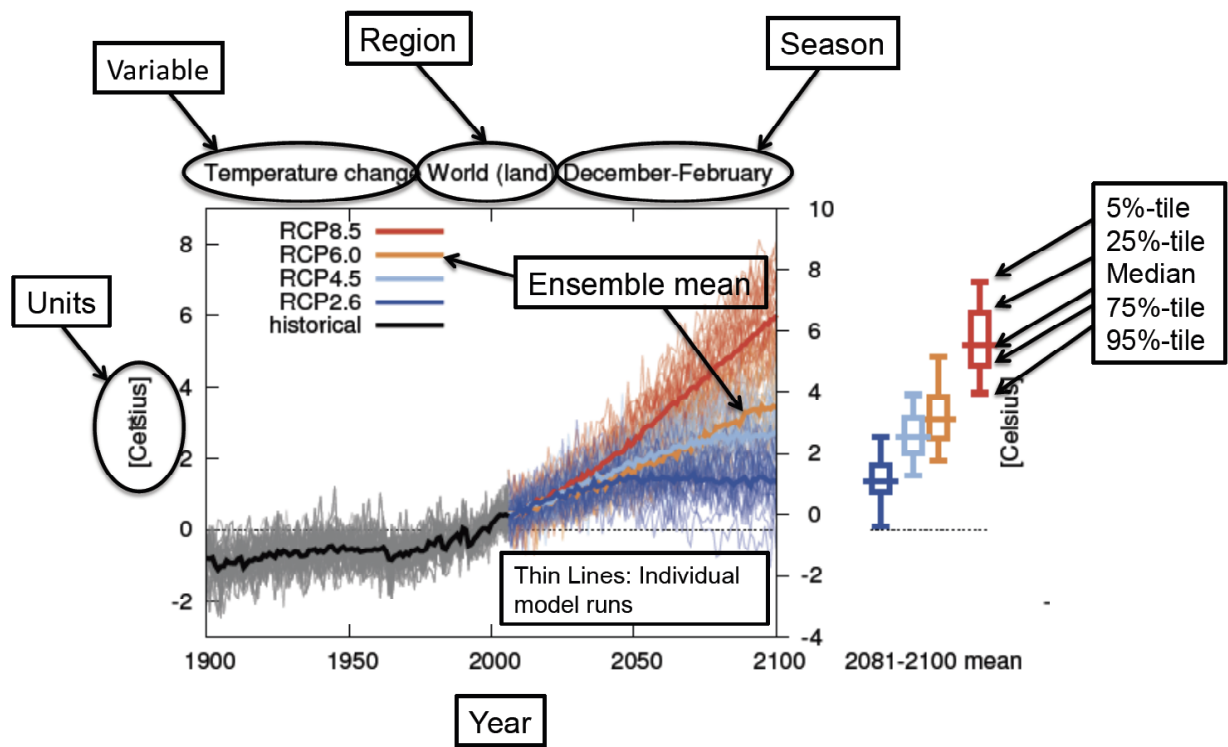 Region
Season
Variable
Temperature change World (land) December-February
8
6
4
2
0
-2
10
8
6
4
2
0
-2
-4
RCP8.5
RCP6.0
RCP4.5
RCP2.6
historical
Ensemble mean
Units
[Celsius]
[Celsius]
5%-tile
25%-tile
Median
75%-tile
95%-tile
Thin Lines: Individual
model runs
-
1900
1950
2000
2050
2100
2081-2100 mean
Year